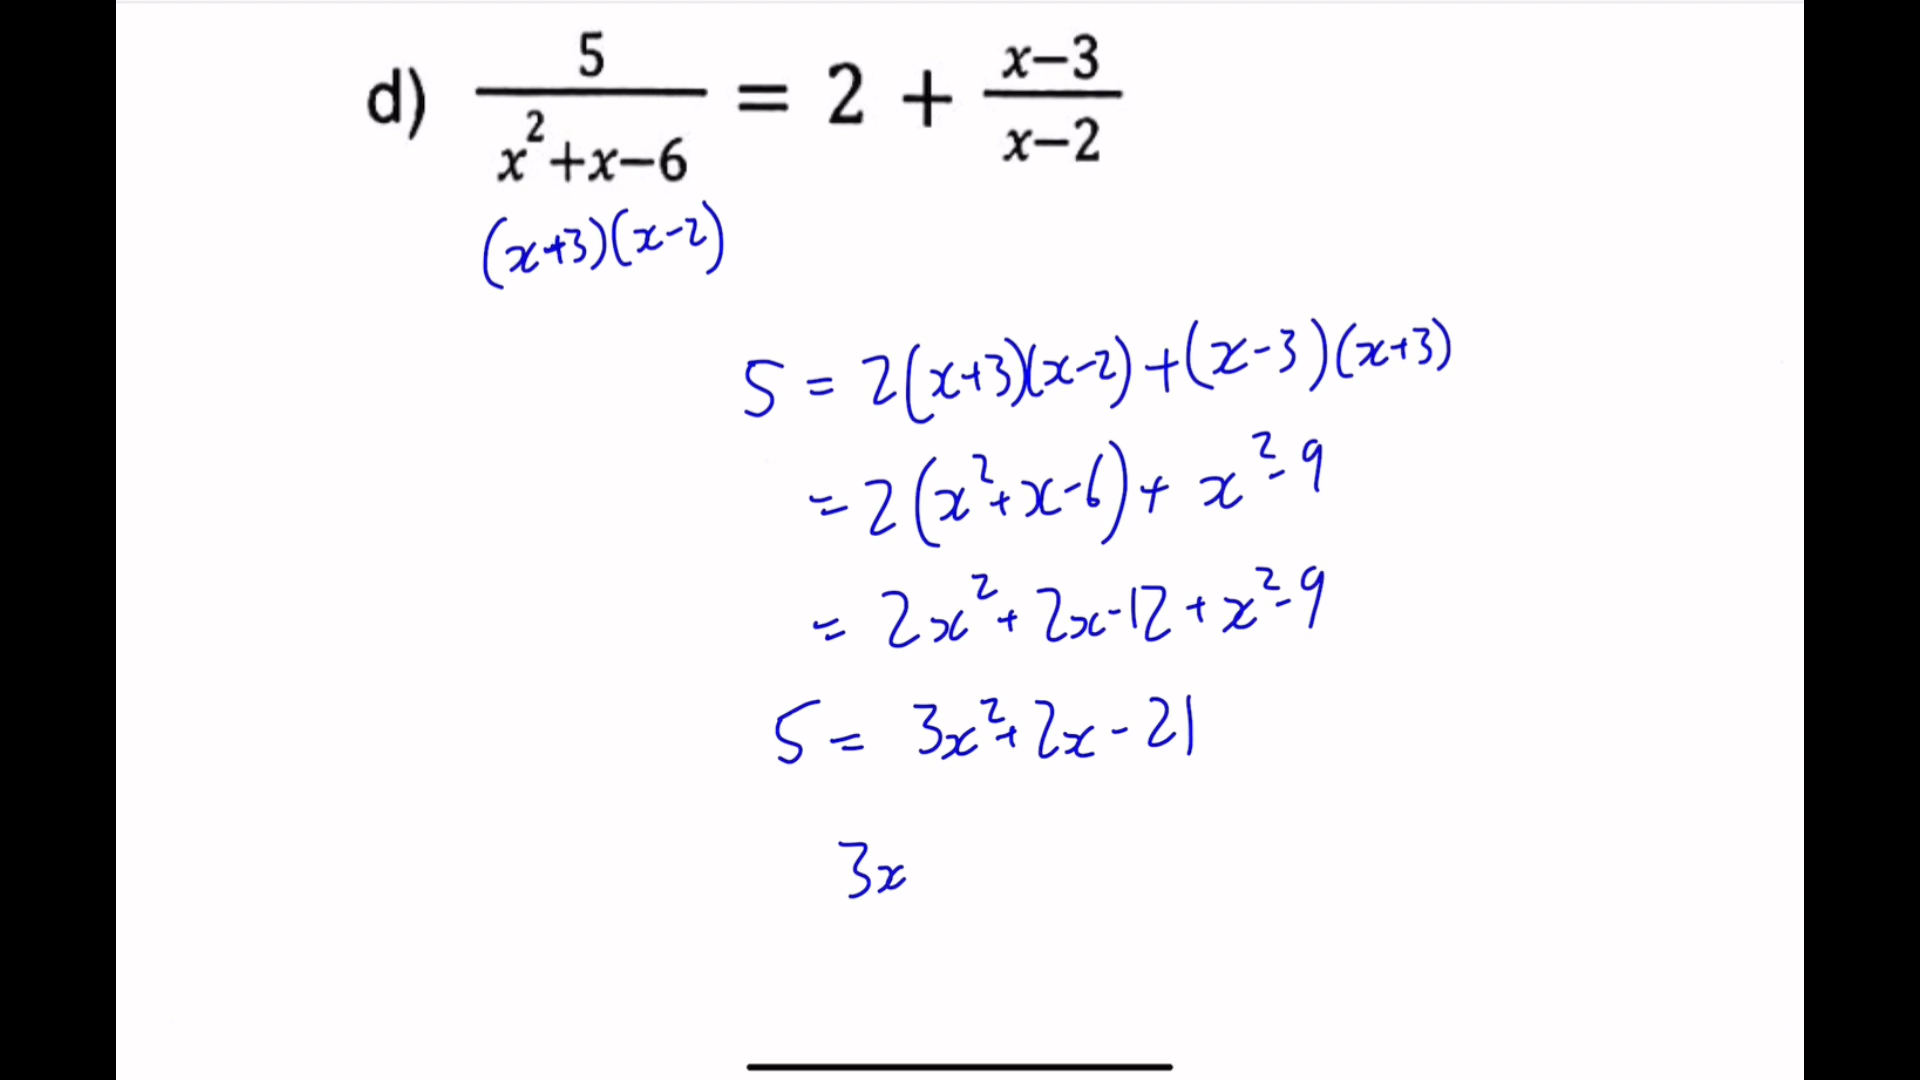 d) 5/(x²+x−6) = 2 + (x−3)/(x−2)
(x+3)(x-2)
5 = 2(x+3)(x-2)+(x-3)(x+3)
= 2(x²+x-6)+ x²-9
= 2x²+2x-12+x²-9
5 = 3x²+2x-21
3x